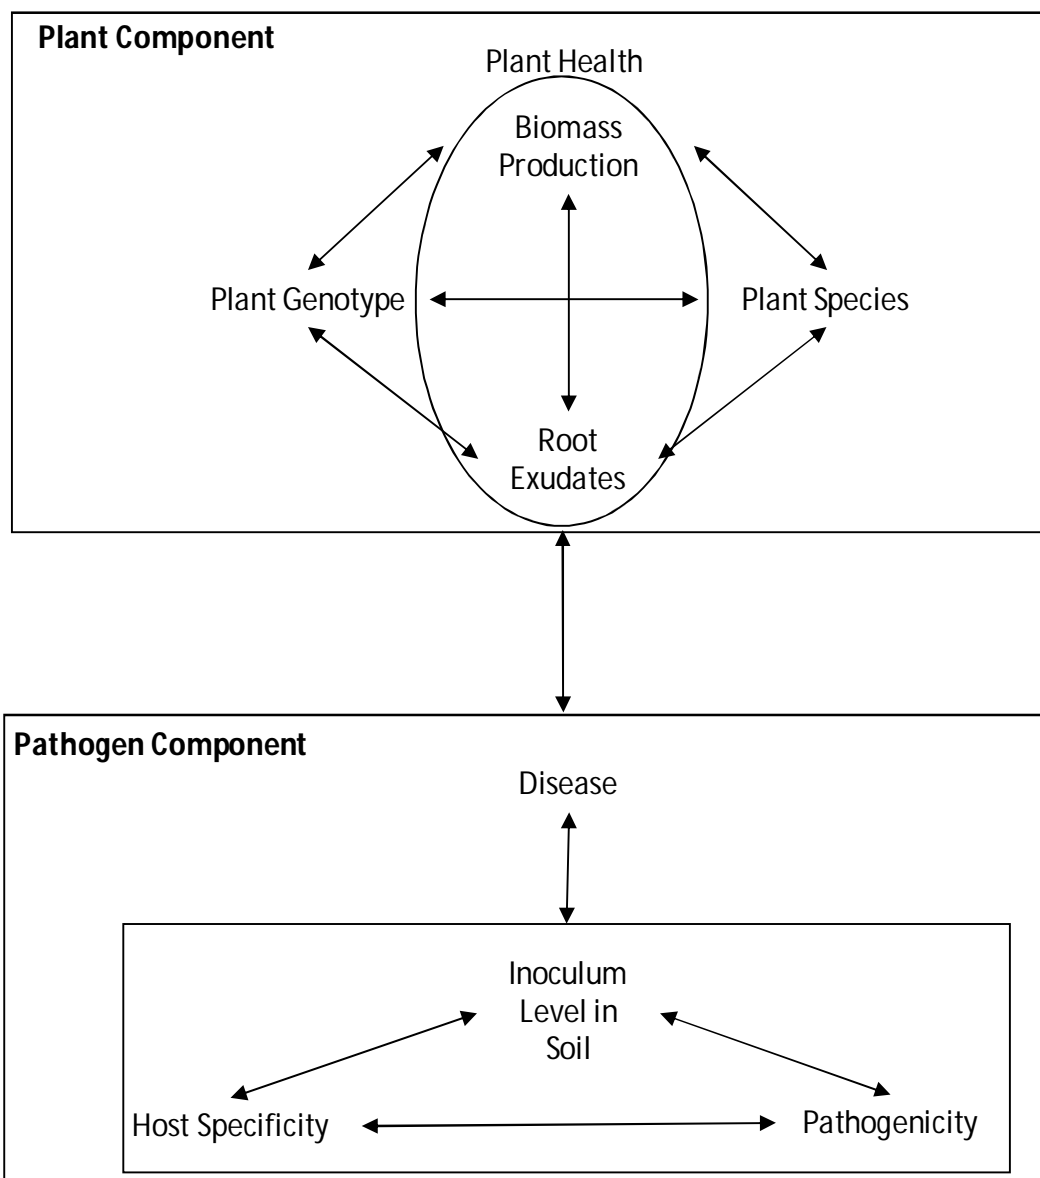 Plant Component
Plant Health
Biomass
Production
Plant Genotype
Plant Species
Root
Exudates
Pathogen Component
Disease
Inoculum
Level in
Soil
Host Specificity
Pathogenicity